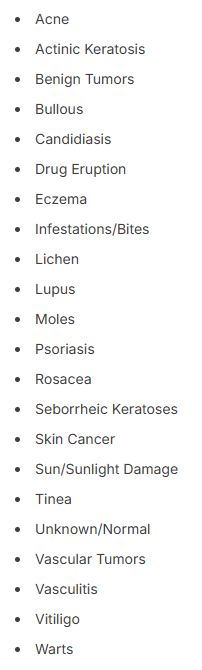 Acne
Actinic Keratosis
Benign Tumors
Bullous
Candidiasis
Drug Eruption
Eczema
Infestations/Bites
Lichen
Lupus
Moles
Psoriasis
Rosacea
Seborrheic Keratoses
Skin Cancer
Sun/Sunlight Damage
Tinea
Unknown/Normal
Vascular Tumors
Vasculitis
Vitiligo
Warts